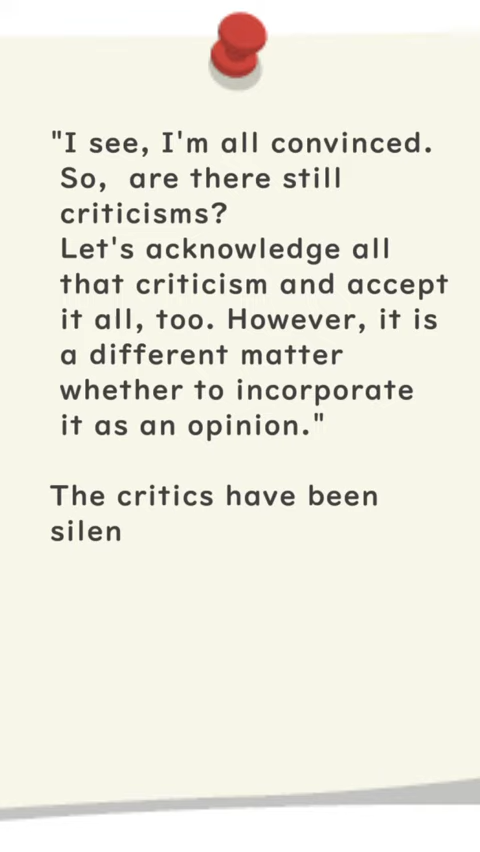 "I see, I'm all convinced.
So,  are there still
criticisms?
Let's acknowledge all
that criticism and accept
it all, too. However, it is
a different matter
whether to incorporate
it as an opinion."
The critics have been
silen